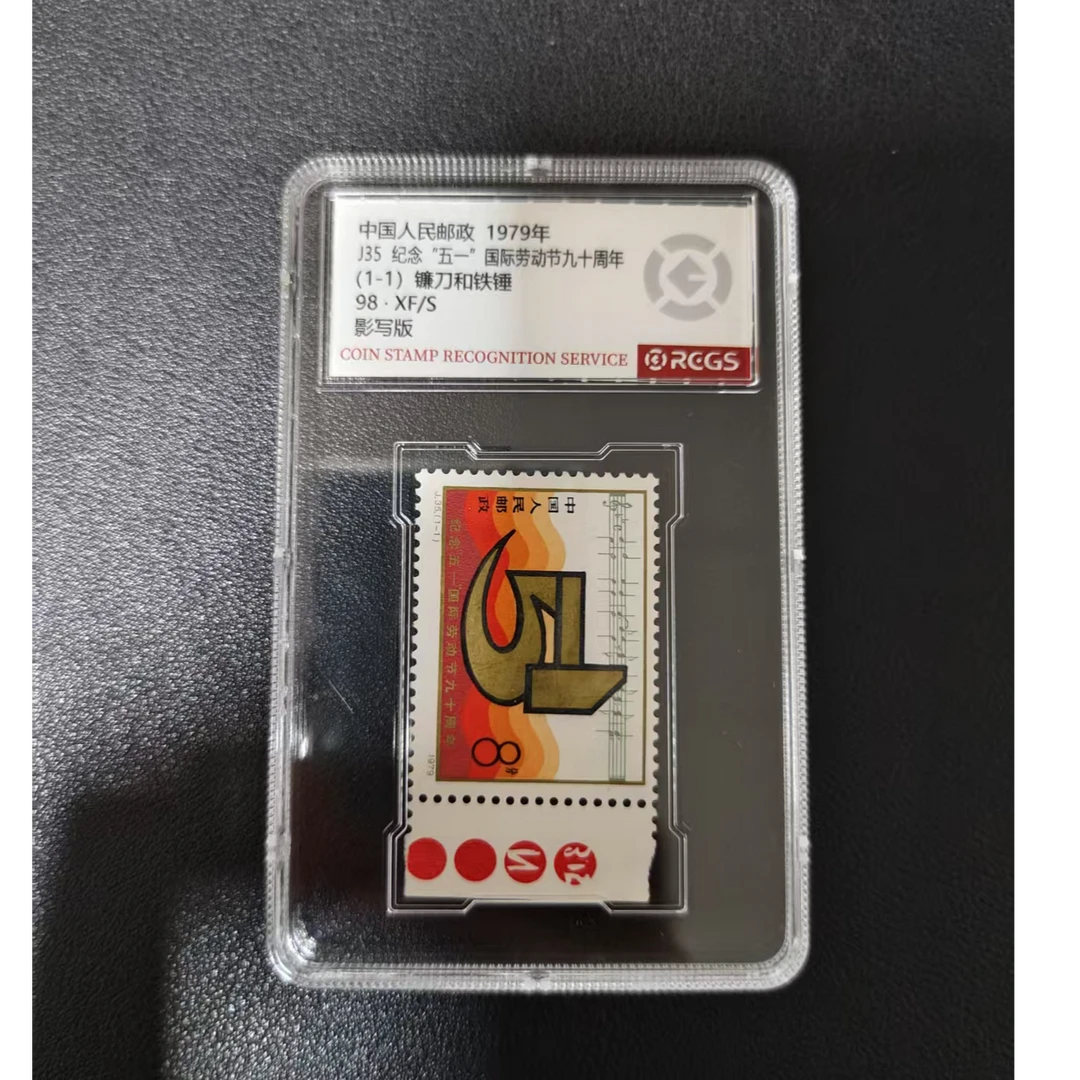 中国人民邮政 1979年
J35 纪念“五一”国际劳动节九十周年
(1-1) 镰刀和铁锤
98·XF/S
影写版
COIN STAMP RECOGNITION SERVICE
RCGS
中国人民邮政
J.35.(1-1)
纪念“五一”国际劳动节九十周年
8分
1979